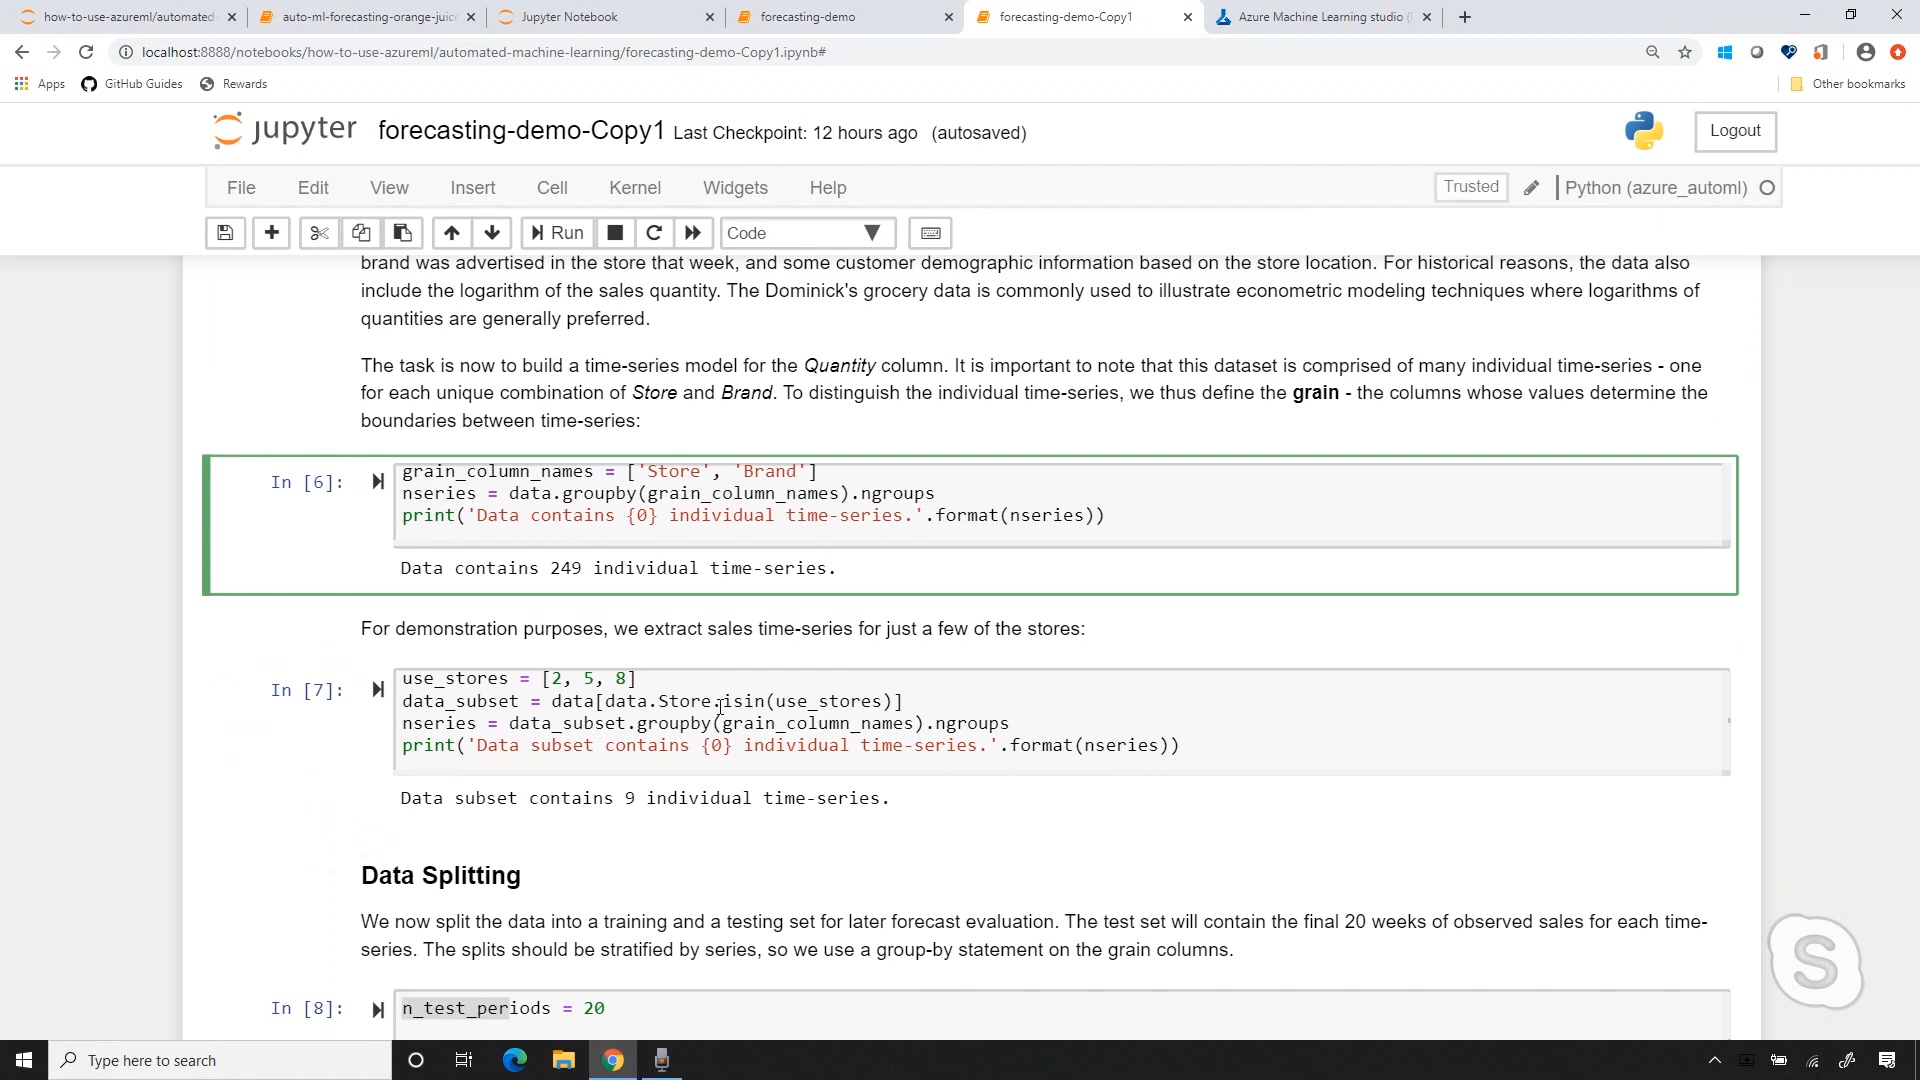 how-to-use-azureml/automated-
auto-ml-forecasting-orange-juice
Jupyter Notebook
forecasting-demo
forecasting-demo-Copy1
Azure Machine Learning studio (
localhost:8888/notebooks/how-to-use-azureml/automated-machine-learning/forecasting-demo-Copy1.ipynb#
Apps
GitHub Guides
Rewards
Other bookmarks
jupyter
forecasting-demo-Copy1 Last Checkpoint: 12 hours ago (autosaved)
Logout
File Edit View Insert Cell Kernel Widgets Help
Trusted
Python (azure_automl)
Run
Code
brand was advertised in the store that week, and some customer demographic information based on the store location. For historical reasons, the data also
include the logarithm of the sales quantity. The Dominick's grocery data is commonly used to illustrate econometric modeling techniques where logarithms of
quantities are generally preferred.
The task is now to build a time-series model for the Quantity column. It is important to note that this dataset is comprised of many individual time-series - one
for each unique combination of Store and Brand. To distinguish the individual time-series, we thus define the grain - the columns whose values determine the
boundaries between time-series:
In [6]:
grain_column_names = ['Store', 'Brand']
nseries = data.groupby(grain_column_names).ngroups
print('Data contains {0} individual time-series.'.format(nseries))
Data contains 249 individual time-series.
For demonstration purposes, we extract sales time-series for just a few of the stores:
In [7]:
use_stores = [2, 5, 8]
data_subset = data[data.Store.isin(use_stores)]
nseries = data_subset.groupby(grain_column_names).ngroups
print('Data subset contains {0} individual time-series.'.format(nseries))
Data subset contains 9 individual time-series.
Data Splitting
We now split the data into a training and a testing set for later forecast evaluation. The test set will contain the final 20 weeks of observed sales for each time-
series. The splits should be stratified by series, so we use a group-by statement on the grain columns.
In [8]:
n_test_periods = 20
S
Type here to search